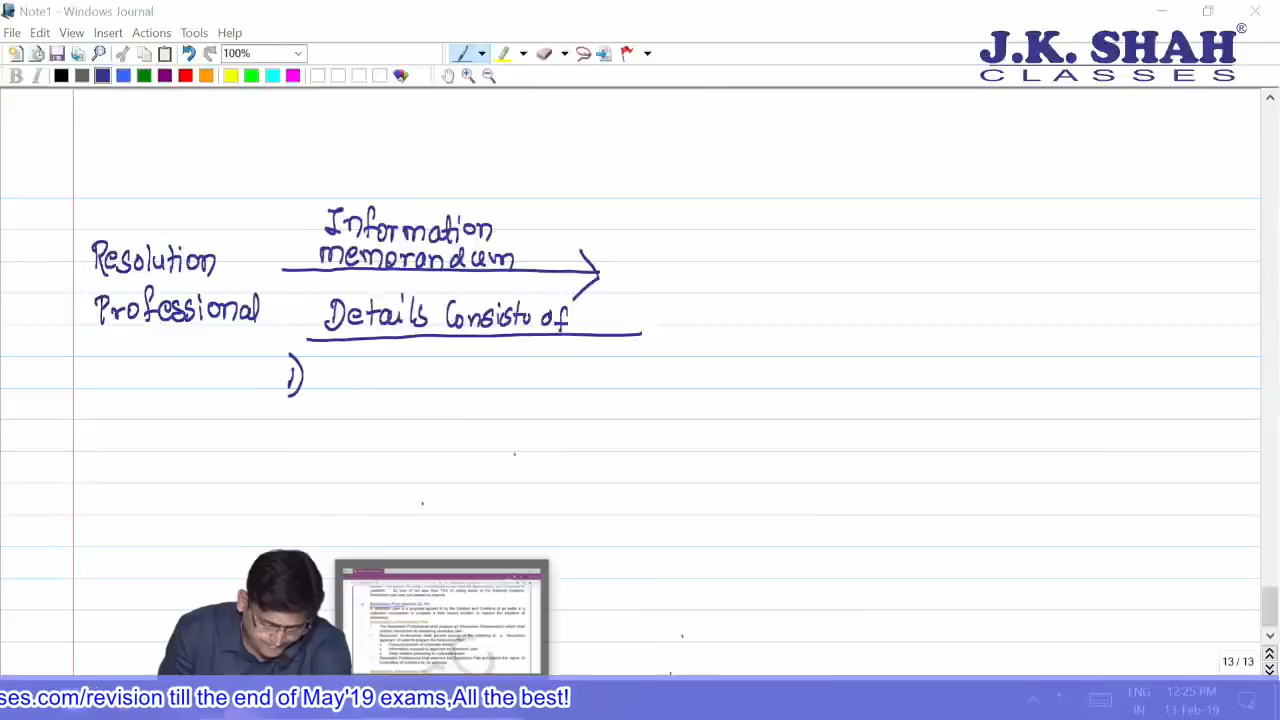 Note1 - Windows Journal
File Edit View Insert Actions Tools Help
100%
J.K. SHAH®
CLASSES
Information
memorandum
Resolution
Professional
Details Consists of
1)
13 / 13
ses.com/revision till the end of May'19 exams,All the best!
ENG
IN
12:25 PM
13 Feb-19